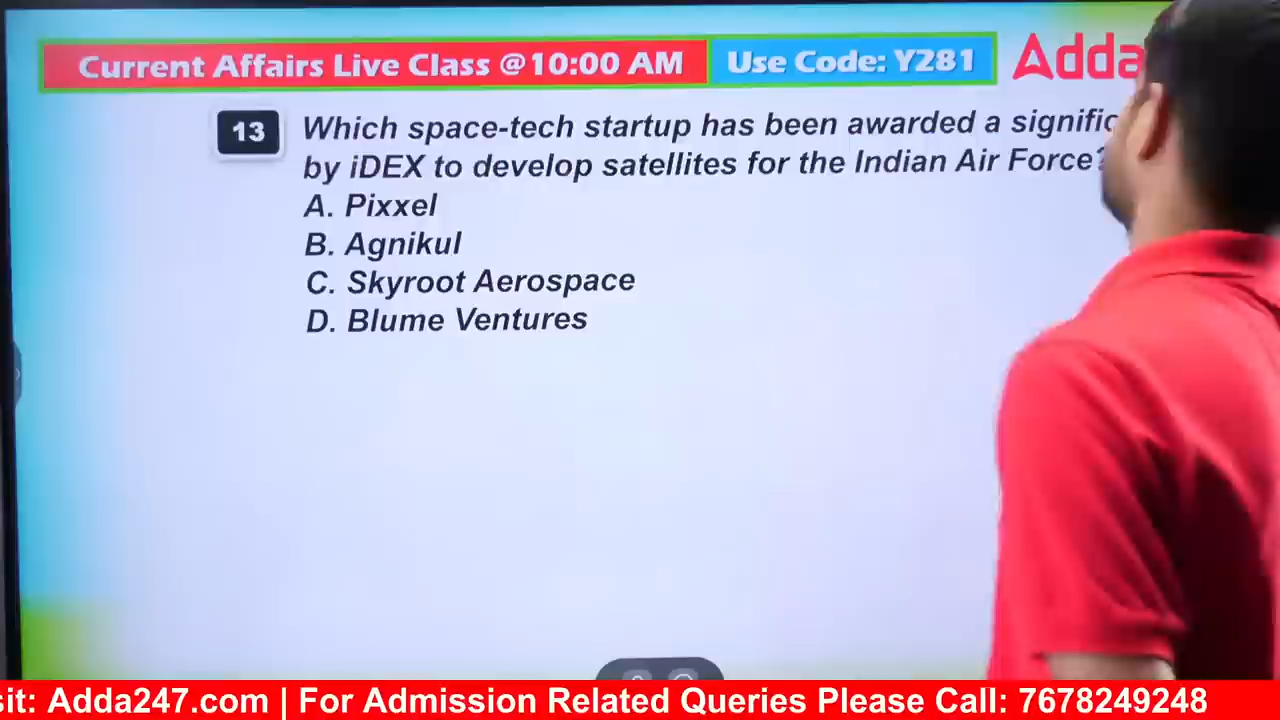 Current Affairs Live Class @10:00 AM
Use Code: Y281
Adda
13
Which space-tech startup has been awarded a
by iDEX to develop satellites for the Indian Air Force?
A. Pixxel
B. Agnikul
C. Skyroot Aerospace
D. Blume Ventures
Adda247.com | For Admission Related Queries Please Call: 7678249248